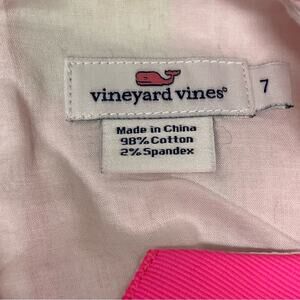 vineyard vines® 7
Made in China
98% Cotton
2% Spandex